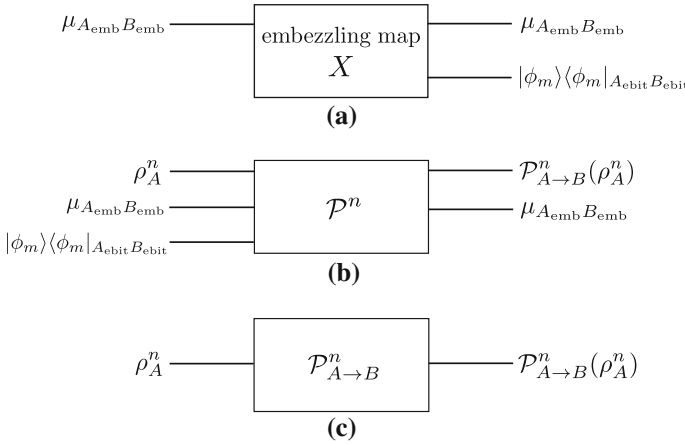 μ_{A_emb B_emb} embezzling map μ_{A_emb B_emb}
X
|ϕ_m⟩⟨ϕ_m|_{A_ebit B_ebit}
(a)
ρ_A^n 𝒫^n_{A→B}(ρ_A^n)
μ_{A_emb B_emb} 𝒫^n μ_{A_emb B_emb}
|ϕ_m⟩⟨ϕ_m|_{A_ebit B_ebit}
(b)
ρ_A^n 𝒫^n_{A→B} 𝒫^n_{A→B}(ρ_A^n)
(c)